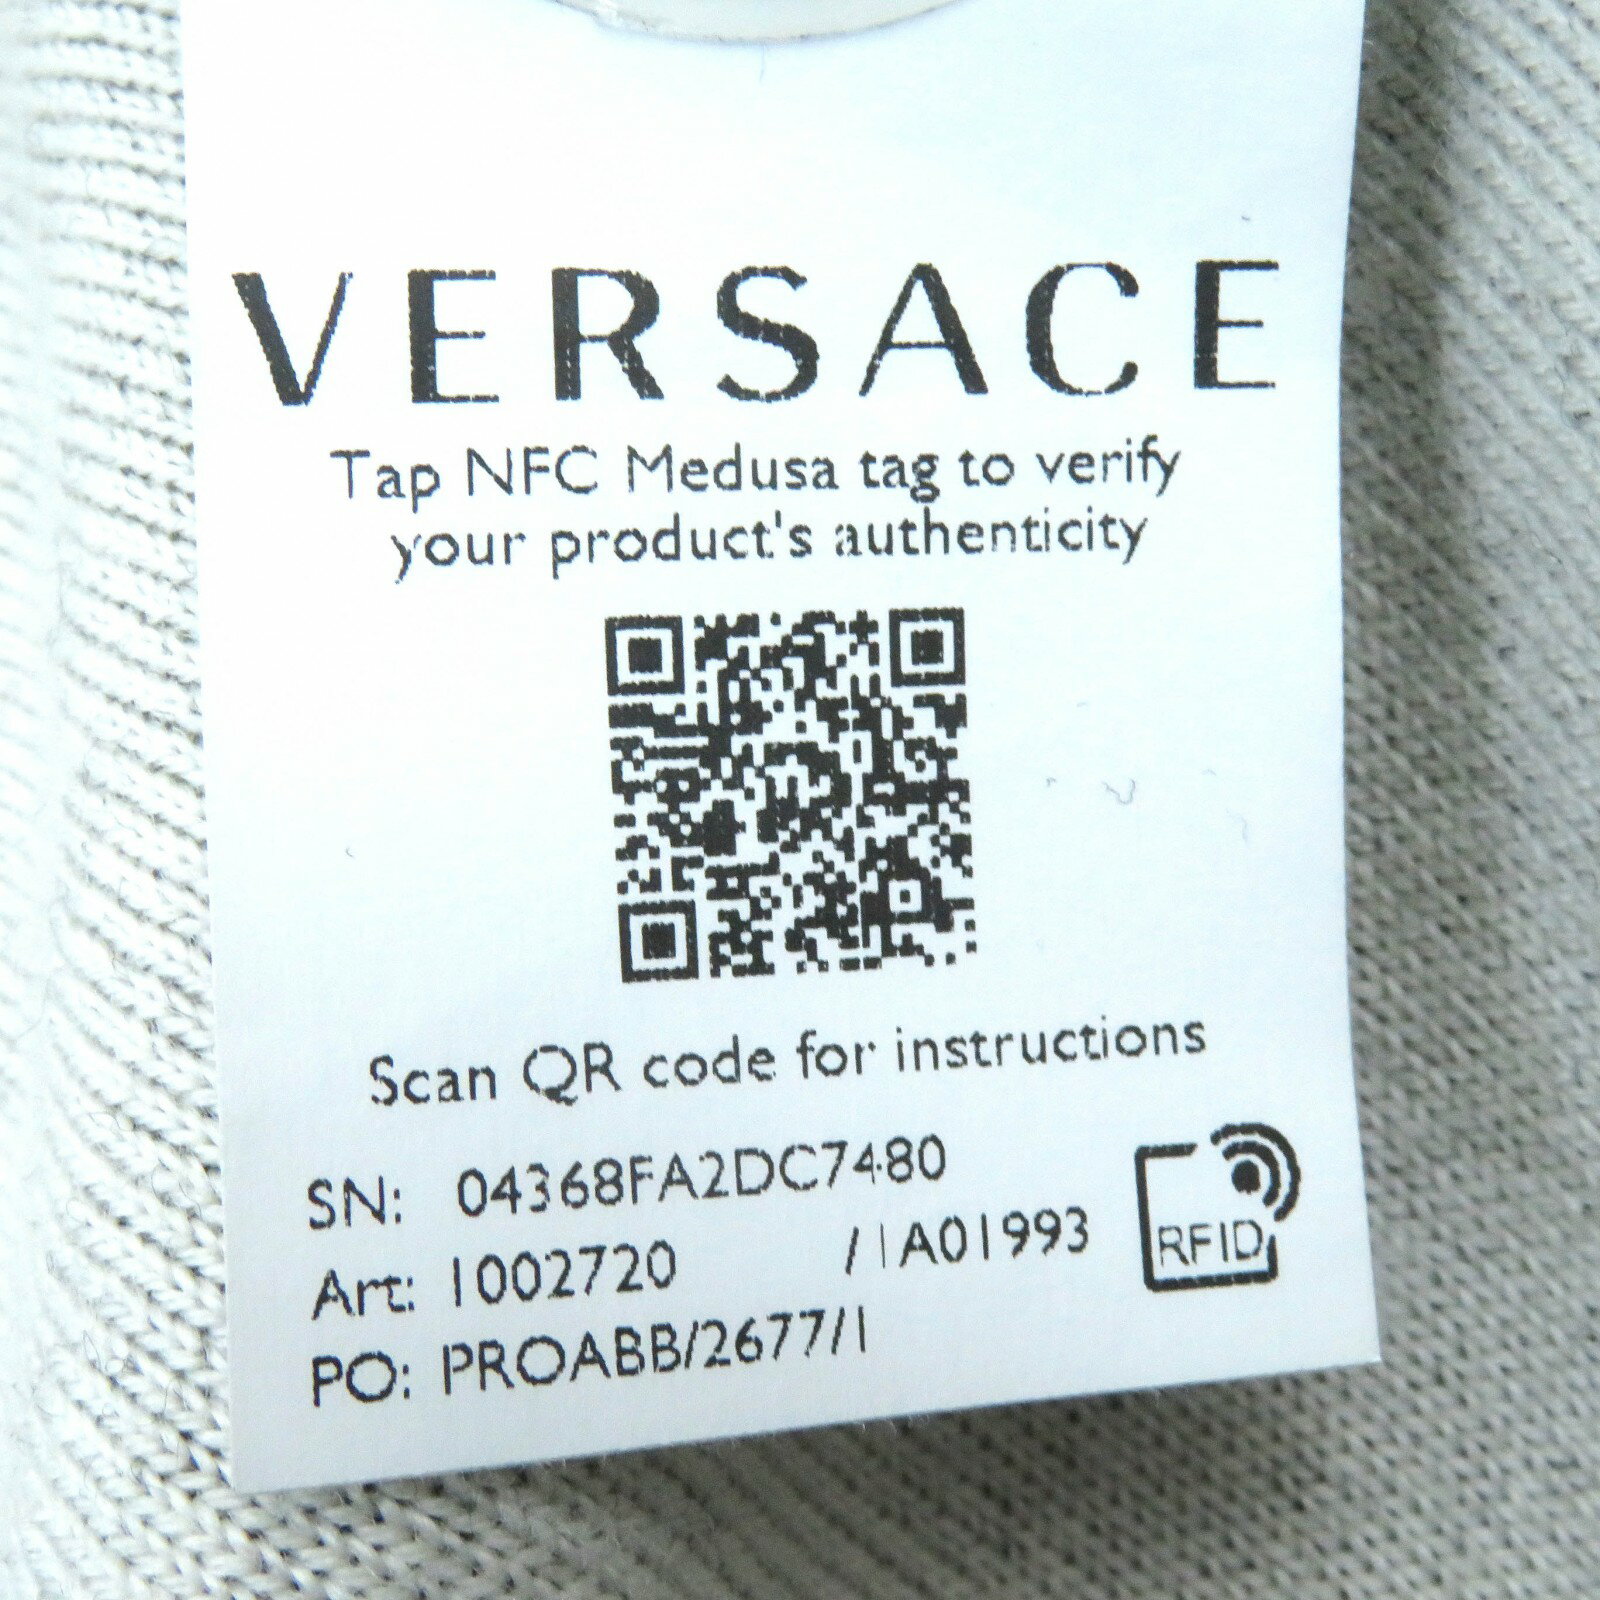 VERSACE
Tap NFC Medusa tag to verify
your product's authenticity
Scan QR code for instructions
SN: 04368FA2DC7480
Art: 1002720 /1A01993
PO: PROABB/2677/1
RFID